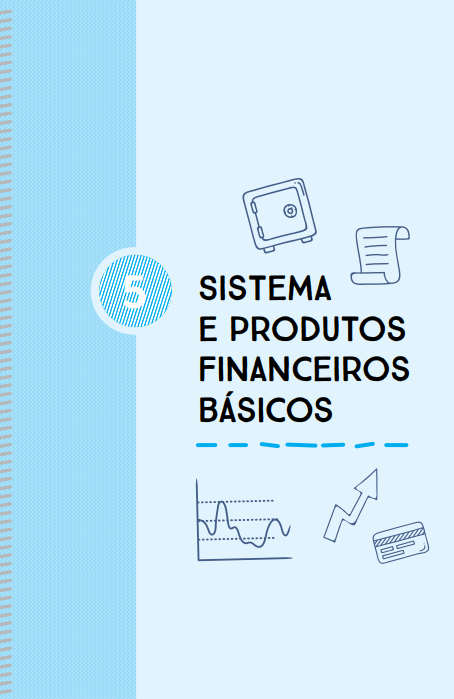 5
SISTEMA
E PRODUTOS
FINANCEIROS
BÁSICOS